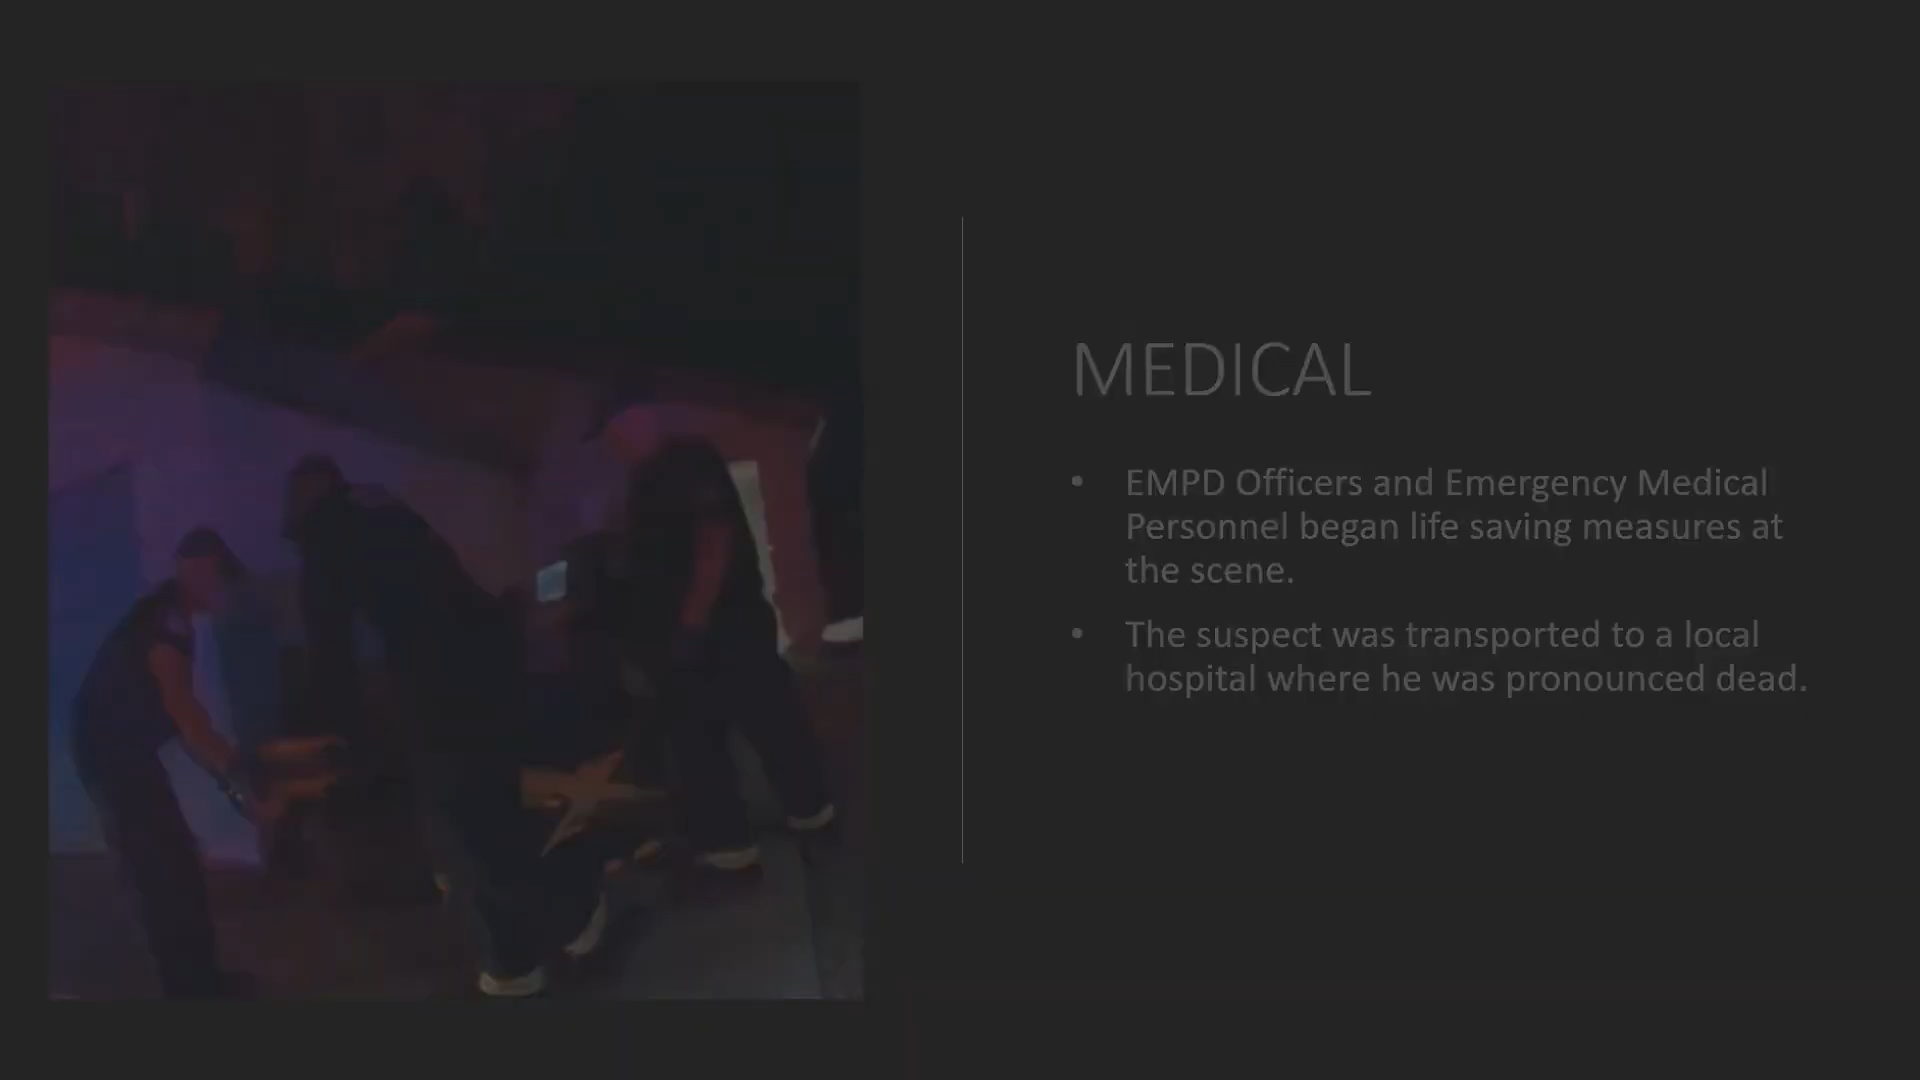 MEDICAL
• EMPD Officers and Emergency Medical
Personnel began life saving measures at
the scene.
• The suspect was transported to a local
hospital where he was pronounced dead.